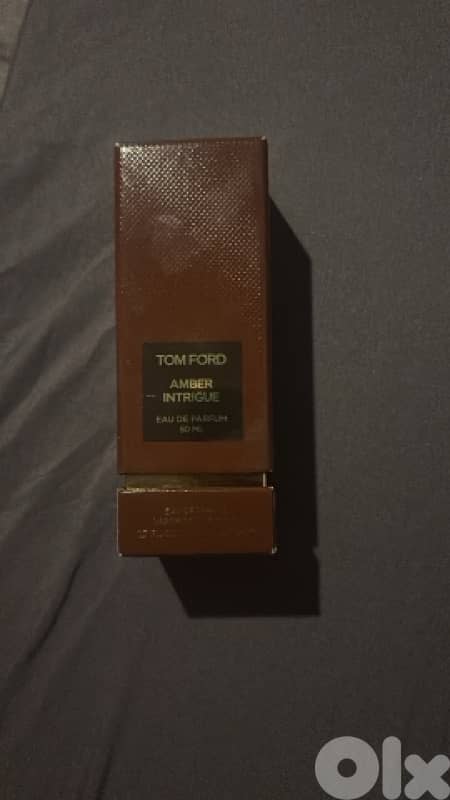 TOM FORD
AMBER
INTRIGUE
EAU DE PARFUM
50 ML
OLX